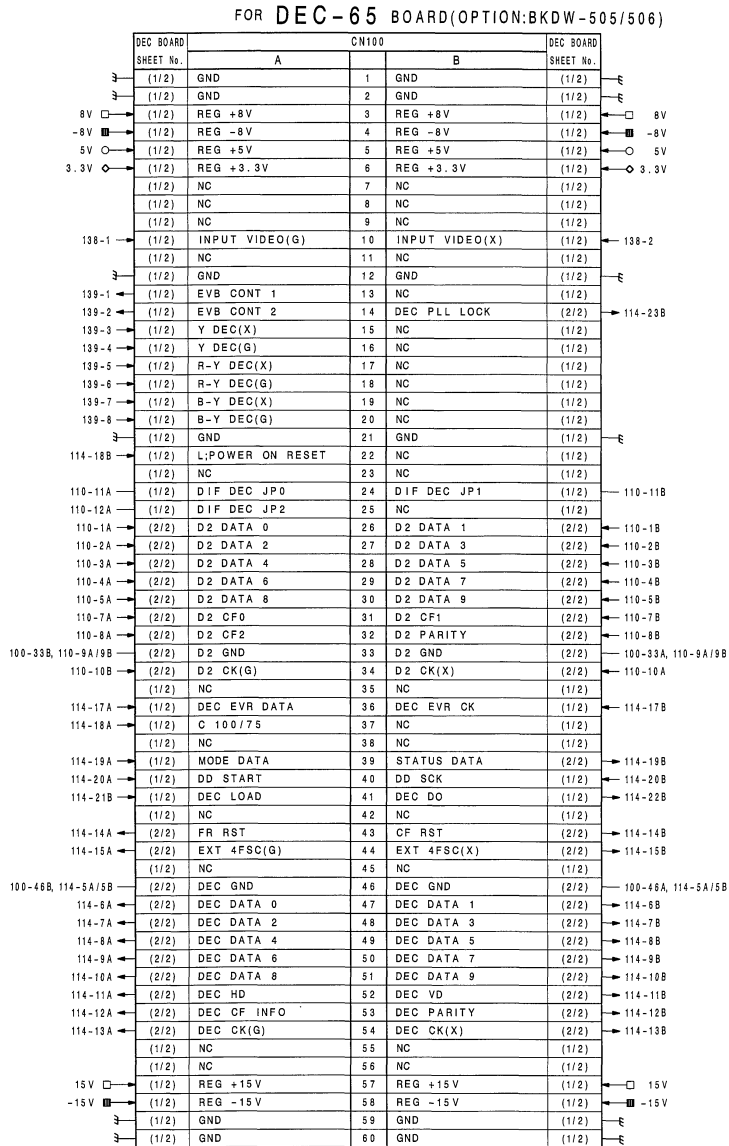 FOR DEC-65 BOARD(OPTION:BKDW-505/506)
DEC BOARD CN100 DEC BOARD
SHEET No. A B SHEET No.
(1/2) GND 1 GND (1/2)
(1/2) GND 2 GND (1/2)
8V (1/2) REG +8V 3 REG +8V (1/2) 8V
-8V (1/2) REG -8V 4 REG -8V (1/2) -8V
5V (1/2) REG +5V 5 REG +5V (1/2) 5V
3.3V (1/2) REG +3.3V 6 REG +3.3V (1/2) 3.3V
(1/2) NC 7 NC (1/2)
(1/2) NC 8 NC (1/2)
(1/2) NC 9 NC (1/2)
138-1 (1/2) INPUT VIDEO(G) 10 INPUT VIDEO(X) (1/2) 138-2
(1/2) NC 11 NC (1/2)
(1/2) GND 12 GND (1/2)
139-1 (1/2) EVB CONT 1 13 NC (1/2)
139-2 (1/2) EVB CONT 2 14 DEC PLL LOCK (2/2) 114-23B
139-3 (1/2) Y DEC(X) 15 NC (1/2)
139-4 (1/2) Y DEC(G) 16 NC (1/2)
139-5 (1/2) R-Y DEC(X) 17 NC (1/2)
139-6 (1/2) R-Y DEC(G) 18 NC (1/2)
139-7 (1/2) B-Y DEC(X) 19 NC (1/2)
139-8 (1/2) B-Y DEC(G) 20 NC (1/2)
(1/2) GND 21 GND (1/2)
114-18B (1/2) L;POWER ON RESET 22 NC (1/2)
(1/2) NC 23 NC (1/2)
110-11A (1/2) DIF DEC JP0 24 DIF DEC JP1 (1/2) 110-11B
110-12A (1/2) DIF DEC JP2 25 NC (1/2)
110-1A (2/2) D2 DATA 0 26 D2 DATA 1 (2/2) 110-1B
110-2A (2/2) D2 DATA 2 27 D2 DATA 3 (2/2) 110-2B
110-3A (2/2) D2 DATA 4 28 D2 DATA 5 (2/2) 110-3B
110-4A (2/2) D2 DATA 6 29 D2 DATA 7 (2/2) 110-4B
110-5A (2/2) D2 DATA 8 30 D2 DATA 9 (2/2) 110-5B
110-7A (2/2) D2 CF0 31 D2 CF1 (2/2) 110-7B
110-8A (2/2) D2 CF2 32 D2 PARITY (2/2) 110-8B
100-33B, 110-9A/9B (2/2) D2 GND 33 D2 GND (2/2) 100-33A, 110-9A/9B
110-10B (2/2) D2 CK(G) 34 D2 CK(X) (2/2) 110-10A
(1/2) NC 35 NC (1/2)
114-17A (1/2) DEC EVR DATA 36 DEC EVR CK (1/2) 114-17B
114-18A (1/2) C 100/75 37 NC (1/2)
(1/2) NC 38 NC (1/2)
114-19A (1/2) MODE DATA 39 STATUS DATA (2/2) 114-19B
114-20A (1/2) DD START 40 DD SCK (1/2) 114-20B
114-21B (1/2) DEC LOAD 41 DEC DO (1/2) 114-22B
(1/2) NC 42 NC (1/2)
114-14A (2/2) FR RST 43 CF RST (2/2) 114-14B
114-15A (2/2) EXT 4FSC(G) 44 EXT 4FSC(X) (2/2) 114-15B
(1/2) NC 45 NC (1/2)
100-46B, 114-5A/5B (2/2) DEC GND 46 DEC GND (2/2) 100-46A, 114-5A/5B
114-6A (2/2) DEC DATA 0 47 DEC DATA 1 (2/2) 114-6B
114-7A (2/2) DEC DATA 2 48 DEC DATA 3 (2/2) 114-7B
114-8A (2/2) DEC DATA 4 49 DEC DATA 5 (2/2) 114-8B
114-9A (2/2) DEC DATA 6 50 DEC DATA 7 (2/2) 114-9B
114-10A (2/2) DEC DATA 8 51 DEC DATA 9 (2/2) 114-10B
114-11A (2/2) DEC HD 52 DEC VD (2/2) 114-11B
114-12A (2/2) DEC CF INFO 53 DEC PARITY (2/2) 114-12B
114-13A (2/2) DEC CK(G) 54 DEC CK(X) (2/2) 114-13B
(1/2) NC 55 NC (1/2)
(1/2) NC 56 NC (1/2)
15V (1/2) REG +15V 57 REG +15V (1/2) 15V
-15V (1/2) REG -15V 58 REG -15V (1/2) -15V
(1/2) GND 59 GND (1/2)
(1/2) GND 60 GND (1/2)